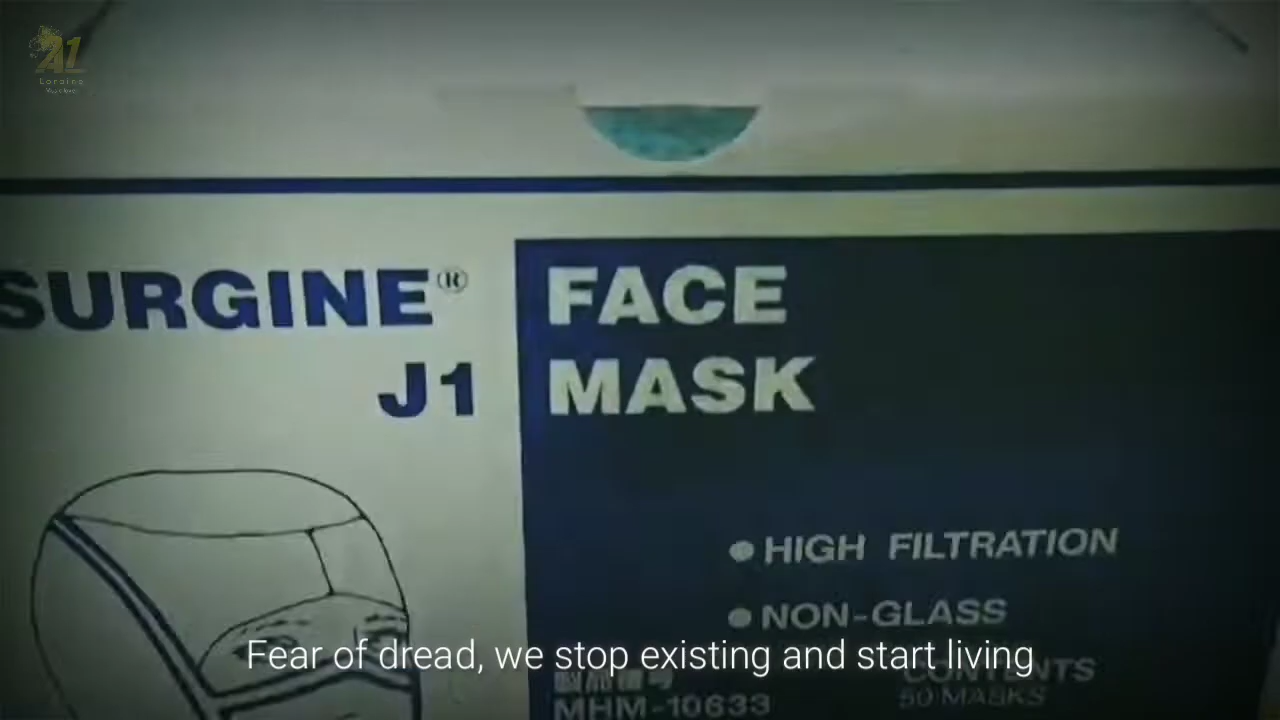 A1
SURGINE®
FACE
J1
MASK
HIGH FILTRATION
NON-GLASS
Fear of dread, we stop existing and start living
CONTENTS
MHM-10633
50 MASKS